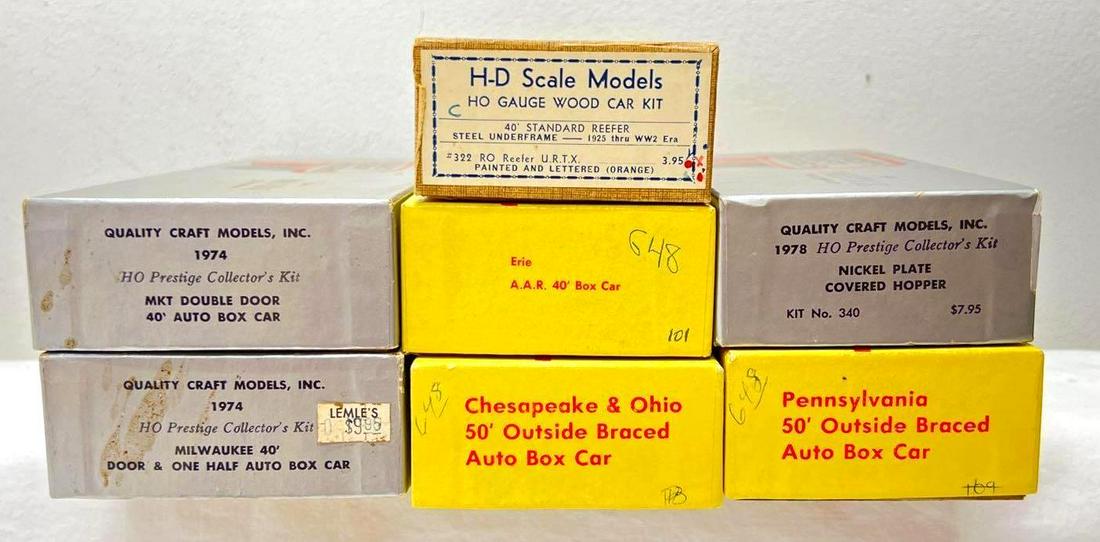 H-D Scale Models
C
HO GAUGE WOOD CAR KIT
40' STANDARD REEFER
STEEL UNDERFRAME — 1925 thru WW2 Era
#322 RO Reefer U.R.T.X. 3.95
PAINTED AND LETTERED (ORANGE)
QUALITY CRAFT MODELS, INC.
1974
HO Prestige Collector's Kit
MKT DOUBLE DOOR
40' AUTO BOX CAR
648
Erie
A.A.R. 40' Box Car
101
QUALITY CRAFT MODELS, INC.
1978 HO Prestige Collector's Kit
NICKEL PLATE
COVERED HOPPER
KIT No. 340 $7.95
QUALITY CRAFT MODELS, INC.
1974
HO Prestige Collector's Kit
MILWAUKEE 40'
DOOR & ONE HALF AUTO BOX CAR
LEMLE'S
648
Chesapeake & Ohio
50' Outside Braced
Auto Box Car
648
Pennsylvania
50' Outside Braced
Auto Box Car
109